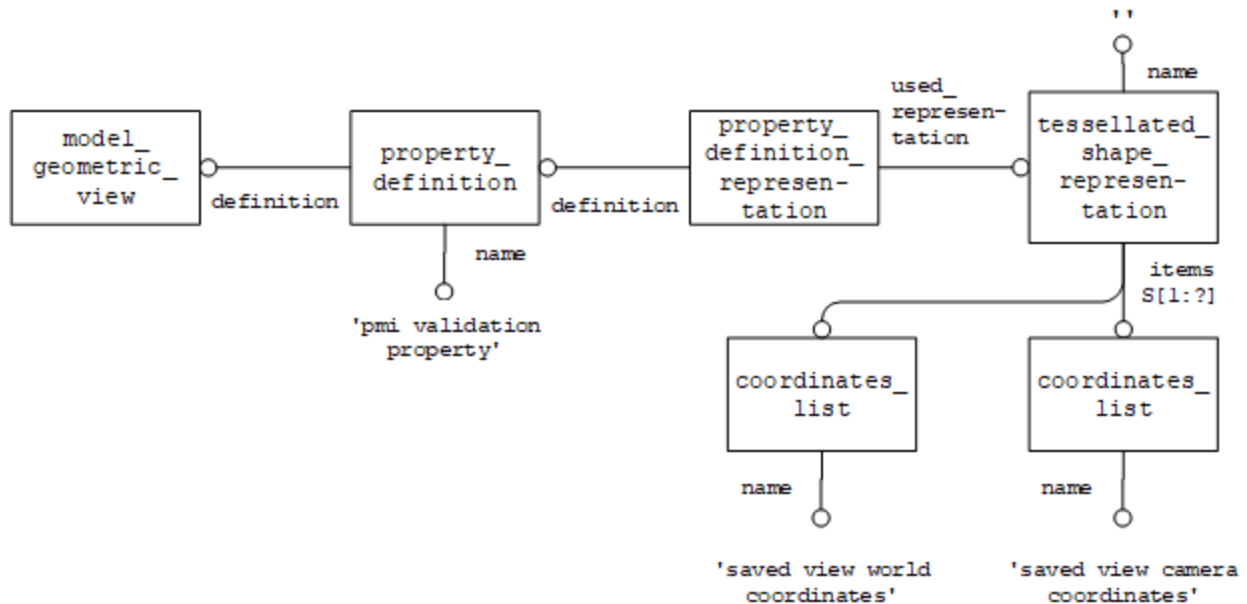 ''
name
model_
geometric_
view
definition
property_
definition
name
'pmi validation
property'
definition
property_
definition_
represen-
tation
used_
represen-
tation
tessellated_
shape_
represen-
tation
items
S[1:?]
coordinates_
list
name
'saved view world
coordinates'
coordinates_
list
name
'saved view camera
coordinates'